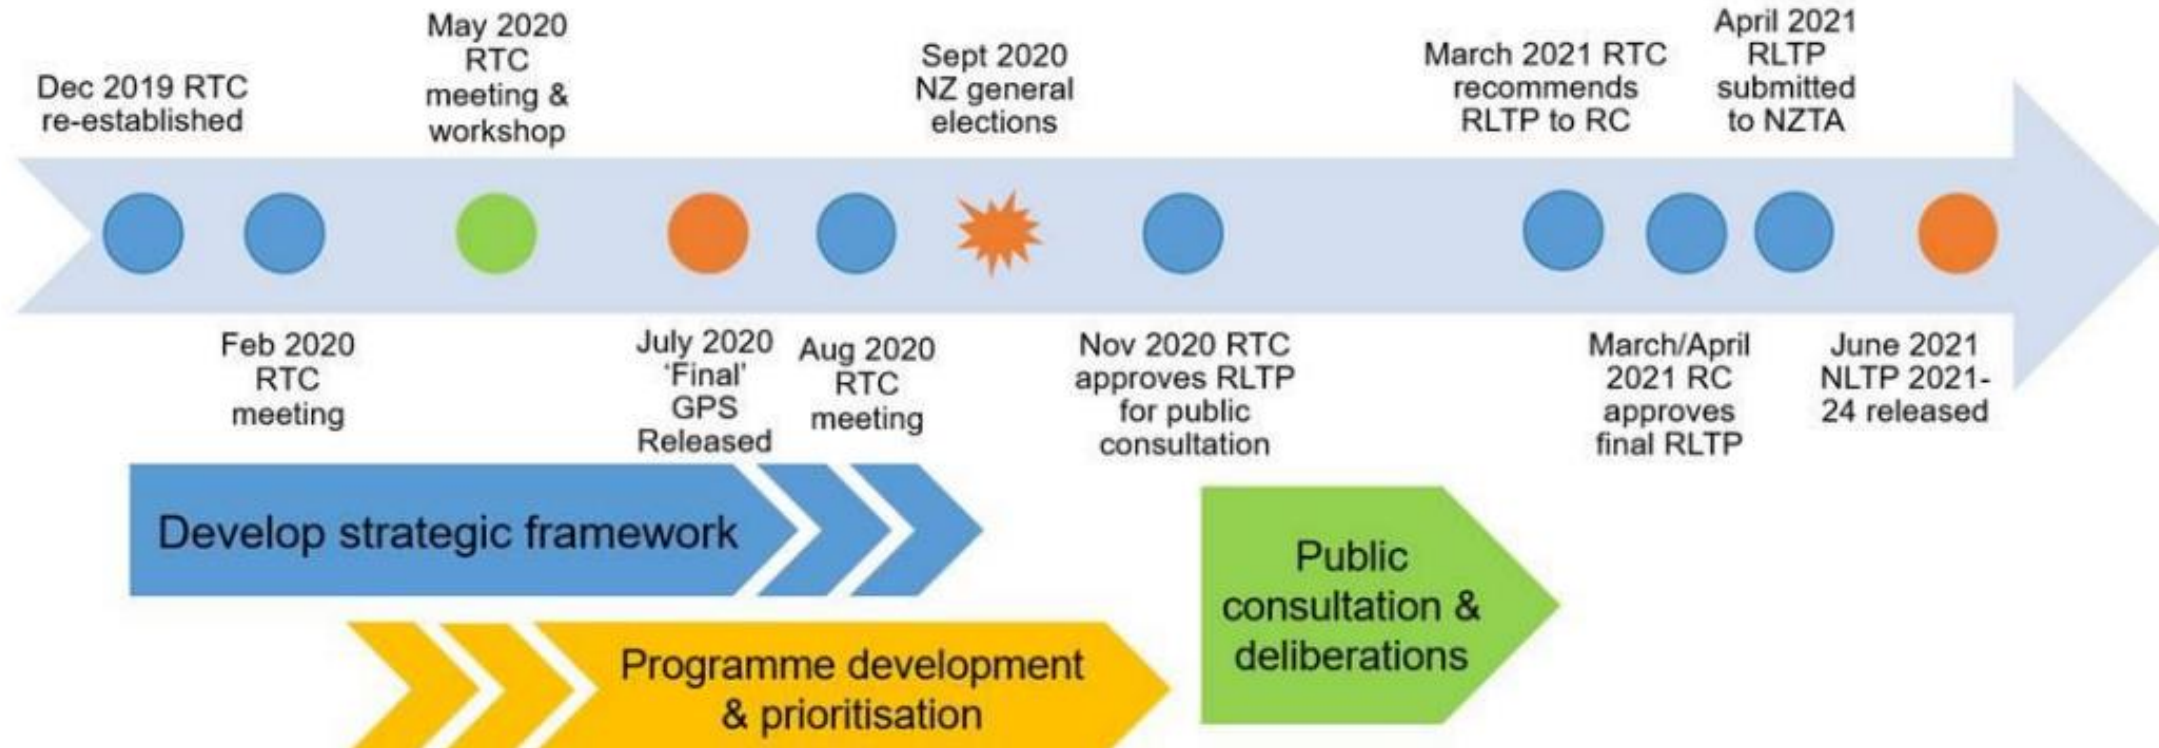 Dec 2019 RTC
re-established
May 2020
RTC
meeting &
workshop
Sept 2020
NZ general
elections
March 2021 RTC
recommends
RLTP to RC
April 2021
RLTP
submitted
to NZTA
Feb 2020
RTC
meeting
July 2020
'Final'
GPS
Released
Aug 2020
RTC
meeting
Nov 2020 RTC
approves RLTP
for public
consultation
March/April
2021 RC
approves
final RLTP
June 2021
NLTP 2021-
24 released
Develop strategic framework
Programme development
& prioritisation
Public
consultation &
deliberations